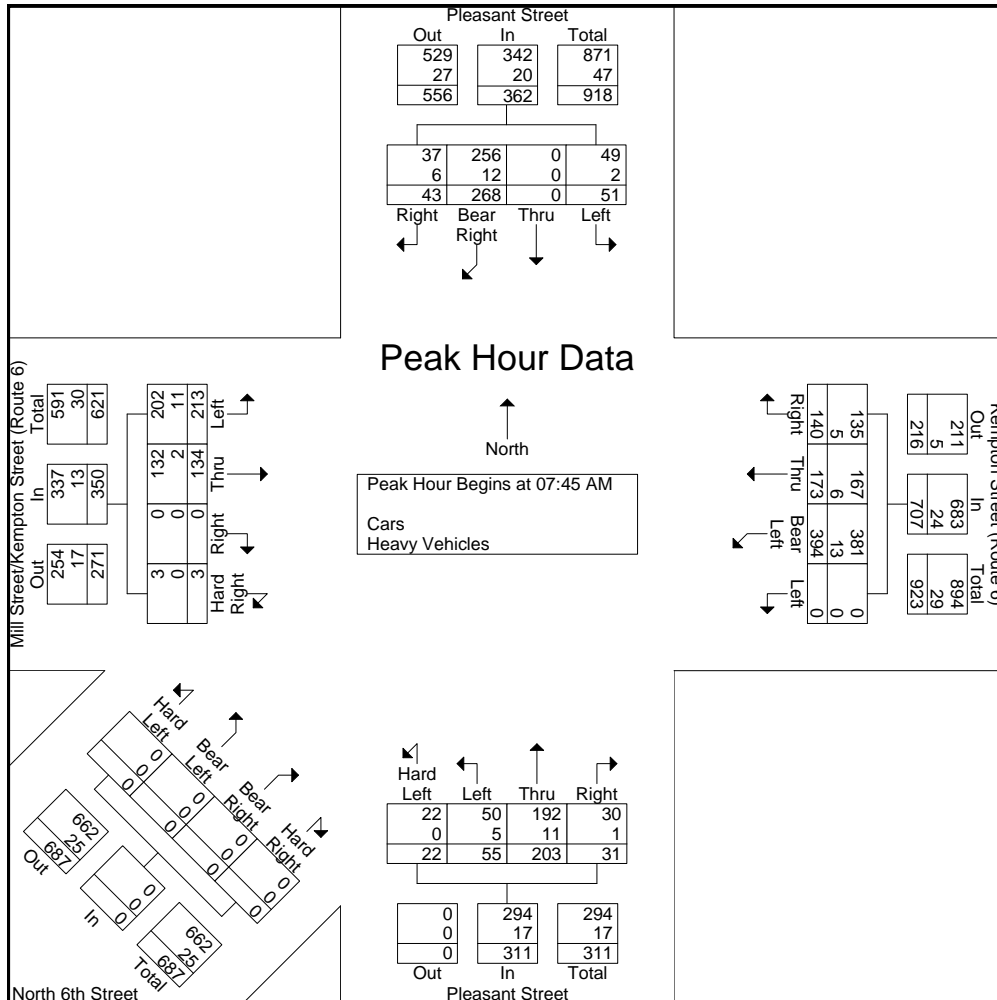 Pleasant Street
Out In Total
529 342 871
27 20 47
556 362 918
37 256 0 49
6 12 0 2
43 268 0 51
Right Bear Right Thru Left
Peak Hour Data
North
Peak Hour Begins at 07:45 AM
Cars
Heavy Vehicles
Mill Street/Kempton Street (Route 6)
Total In Out
591 337 254
30 13 17
621 350 271
202 132 0 3
11 2 0 0
213 134 0 3
Left Thru Right Hard Right
Kempton Street (Route 6)
Out In Total
211 683 894
5 24 29
216 707 923
135 167 381 0
5 6 13 0
140 173 394 0
Right Thru Bear Left Left
Hard Left Bear Left Bear Right Hard Right
0 0 0 0
0 0 0 0
0 0 0 0
662 0 662
25 0 25
687 0 687
Out In Total
North 6th Street
Hard Left Left Thru Right
22 50 192 30
0 5 11 1
22 55 203 31
0 294 294
0 17 17
0 311 311
Out In Total
Pleasant Street